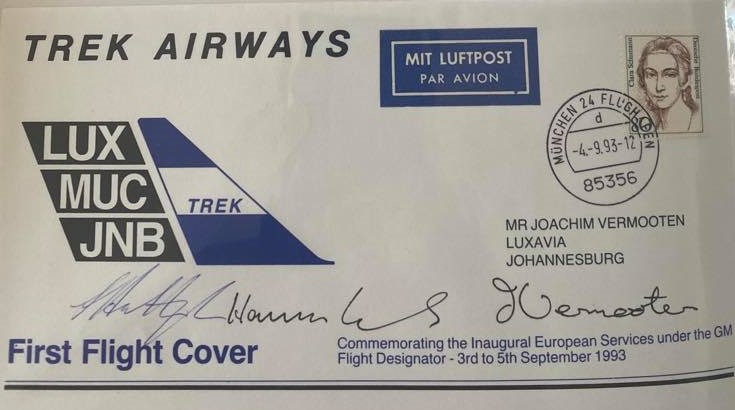 TREK AIRWAYS
MIT LUFTPOST
PAR AVION
Clara Schumann
Deutsche Bundespost
MÜNCHEN 24 FLUGHAFEN
d
-4.-9.93-12
85356
LUX
MUC
JNB
TREK
MR JOACHIM VERMOOTEN
LUXAVIA
JOHANNESBURG
JVermooten
First Flight Cover
Commemorating the Inaugural European Services under the GM
Flight Designator - 3rd to 5th September 1993